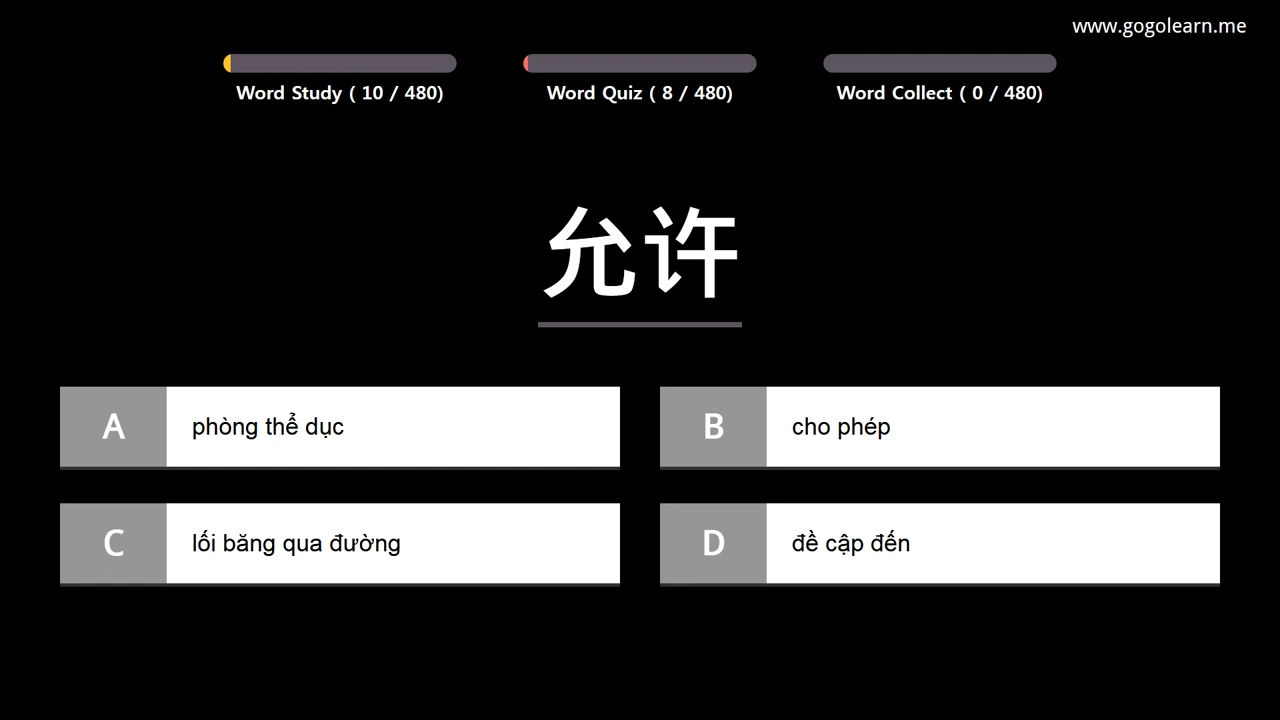 www.gogolearn.me
Word Study ( 10 / 480)
Word Quiz ( 8 / 480)
Word Collect ( 0 / 480)
允许
A phòng thể dục
B cho phép
C lối băng qua đường
D đề cập đến